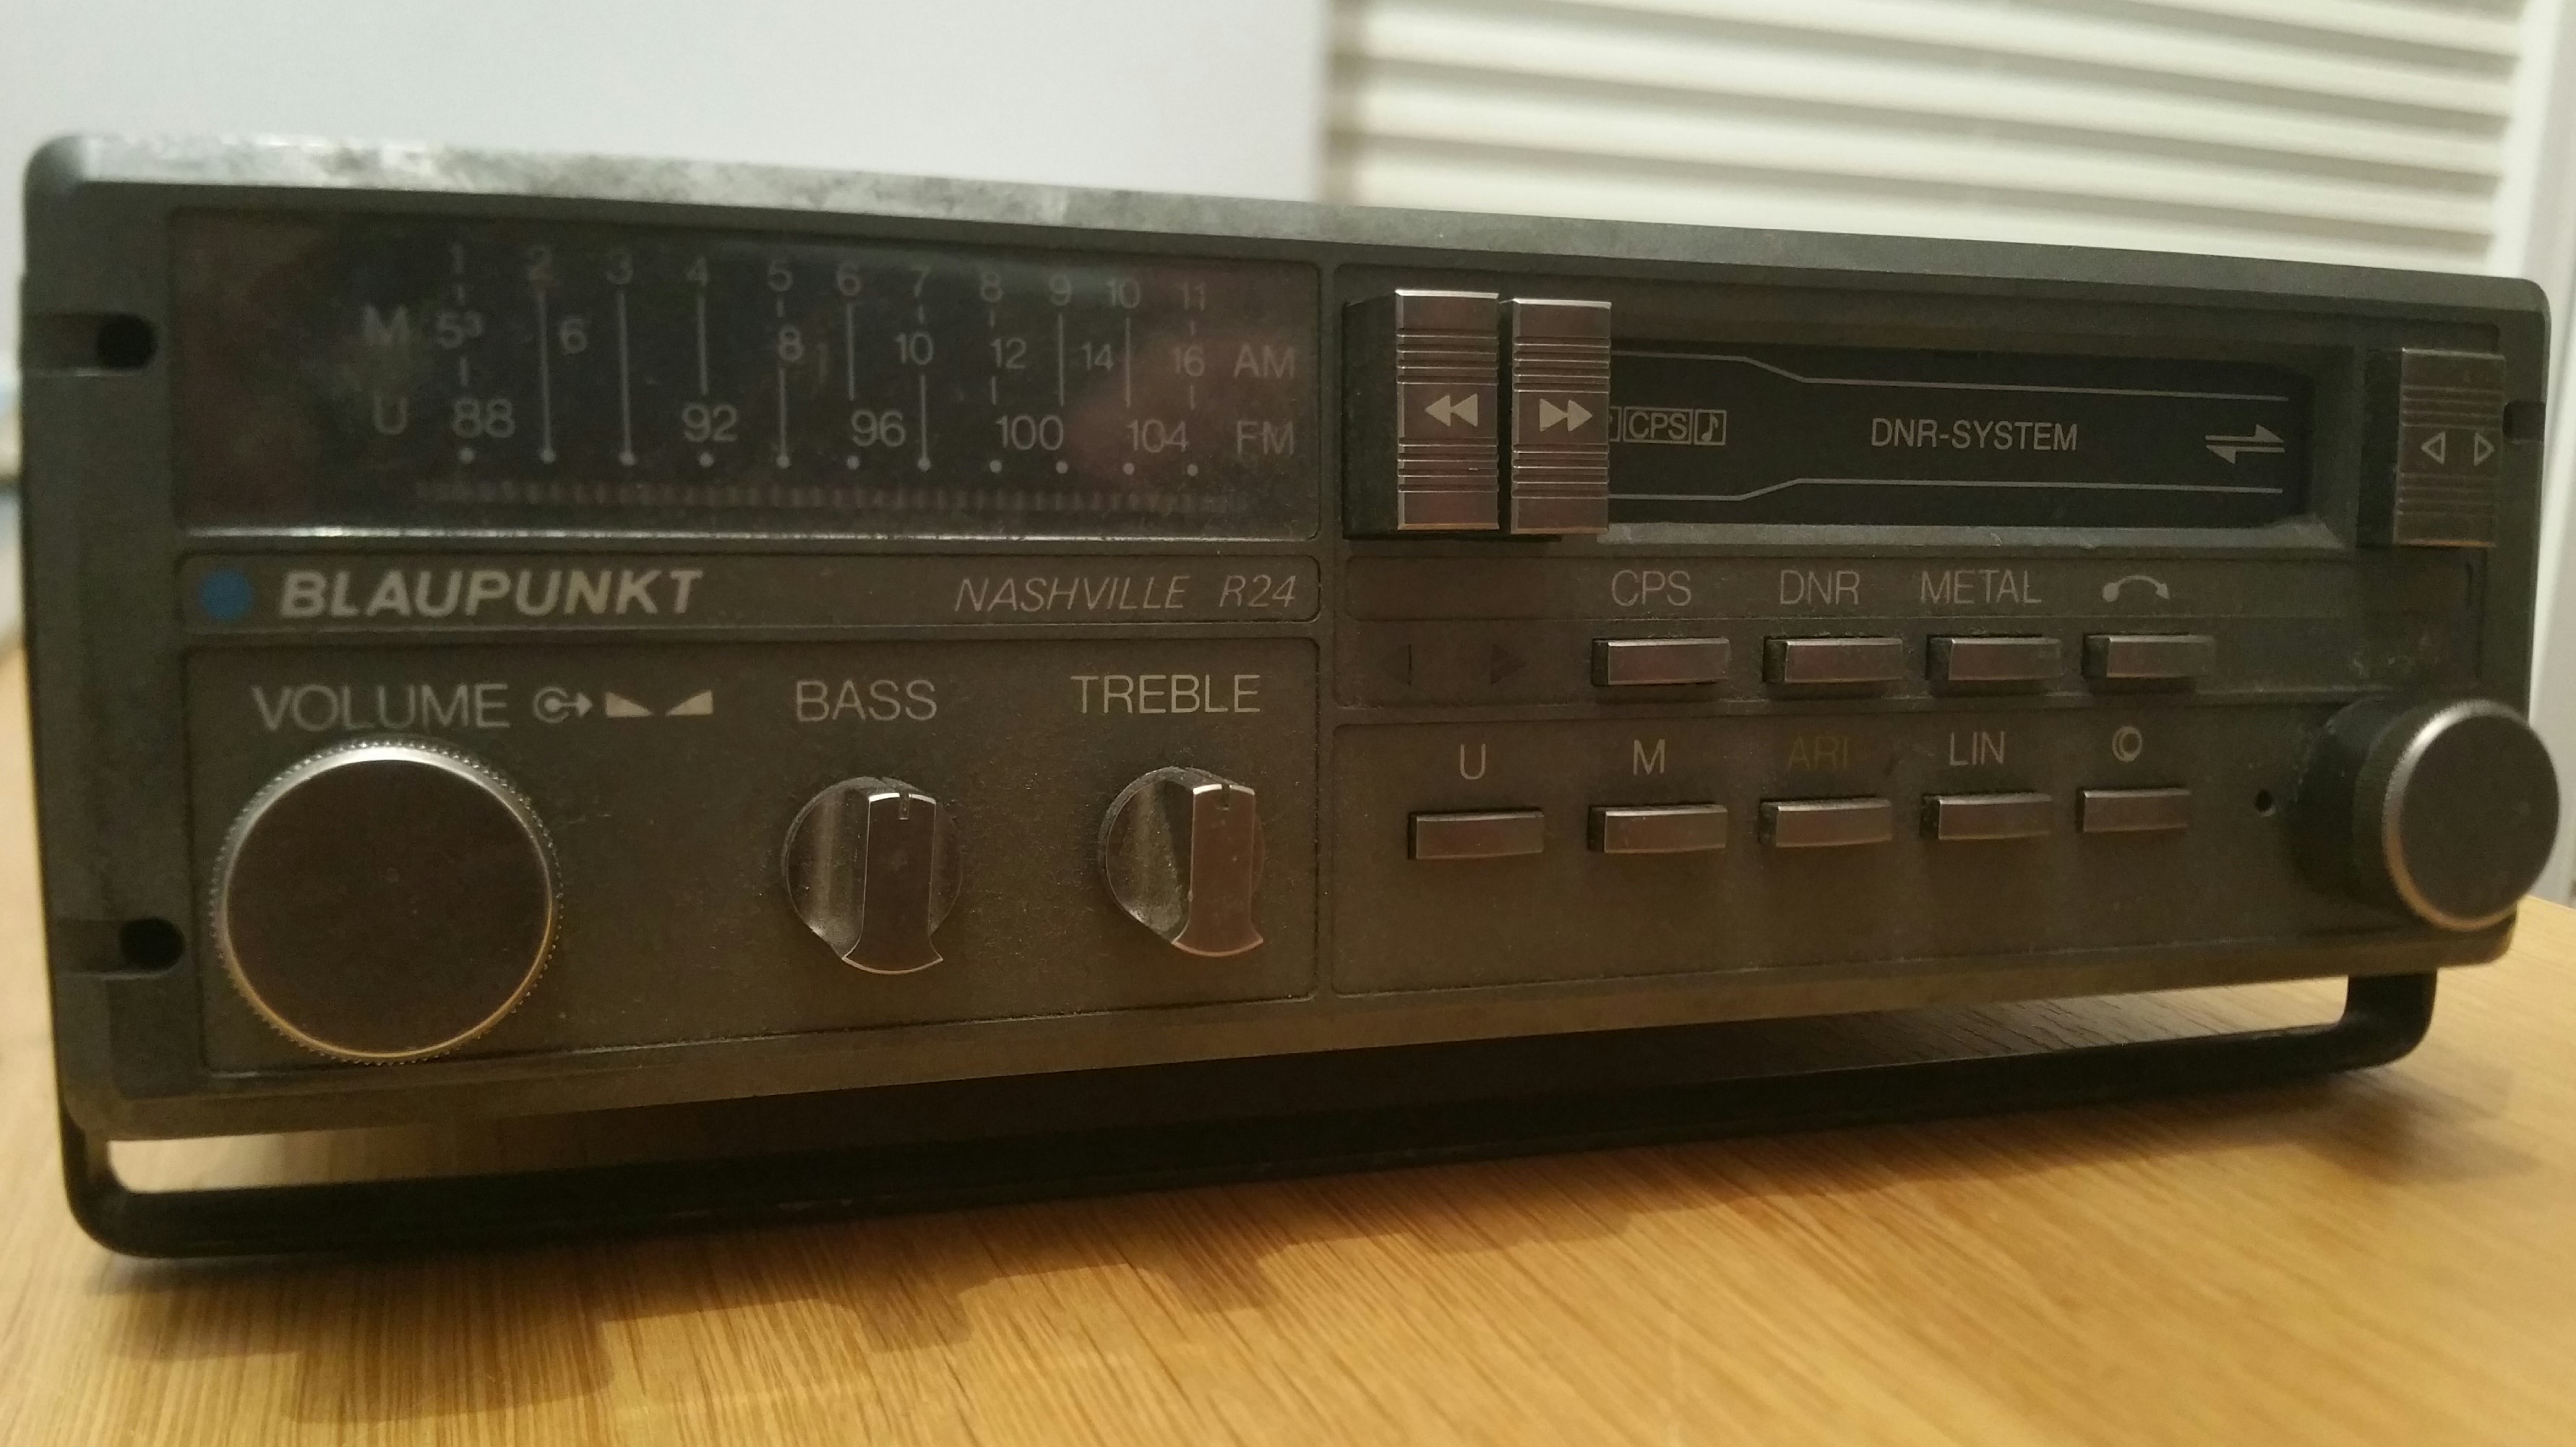 1 2 3 4 5 6 7 8 9 10 11
M 5³ 6 8 10 12 14 16 AM
U 88 92 96 100 104 FM
CPS
DNR-SYSTEM
BLAUPUNKT NASHVILLE R24
CPS DNR METAL
VOLUME BASS TREBLE
U M ARI LIN